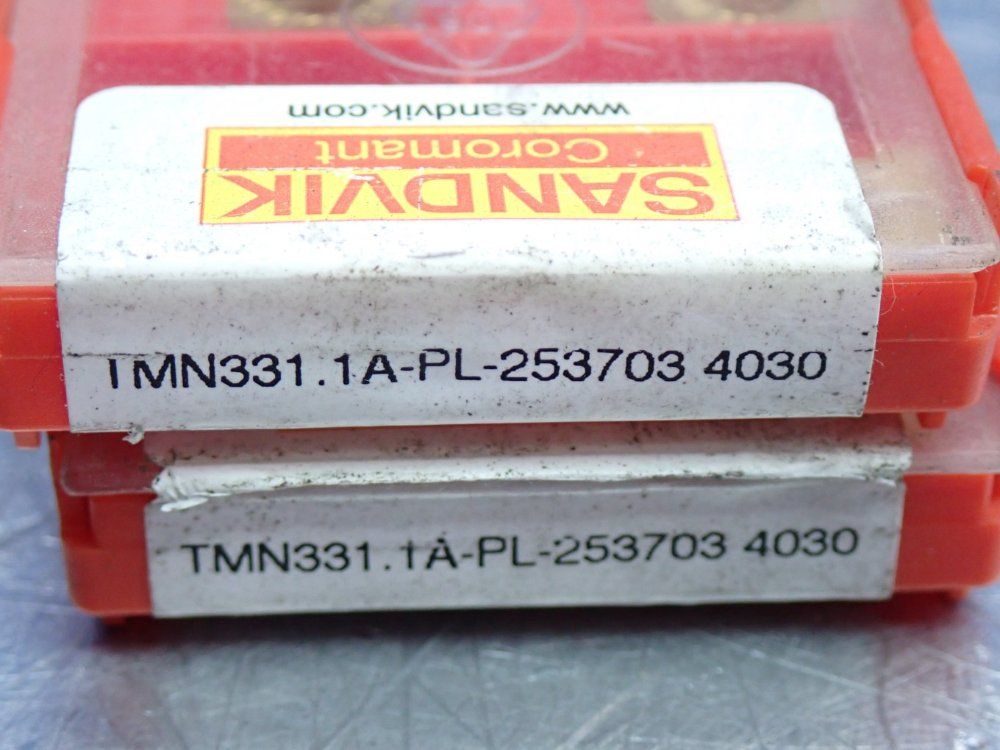 www.sandvik.com
Coromant
SANDVIK
TMN331.1A-PL-253703 4030
TMN331.1A-PL-253703 4030